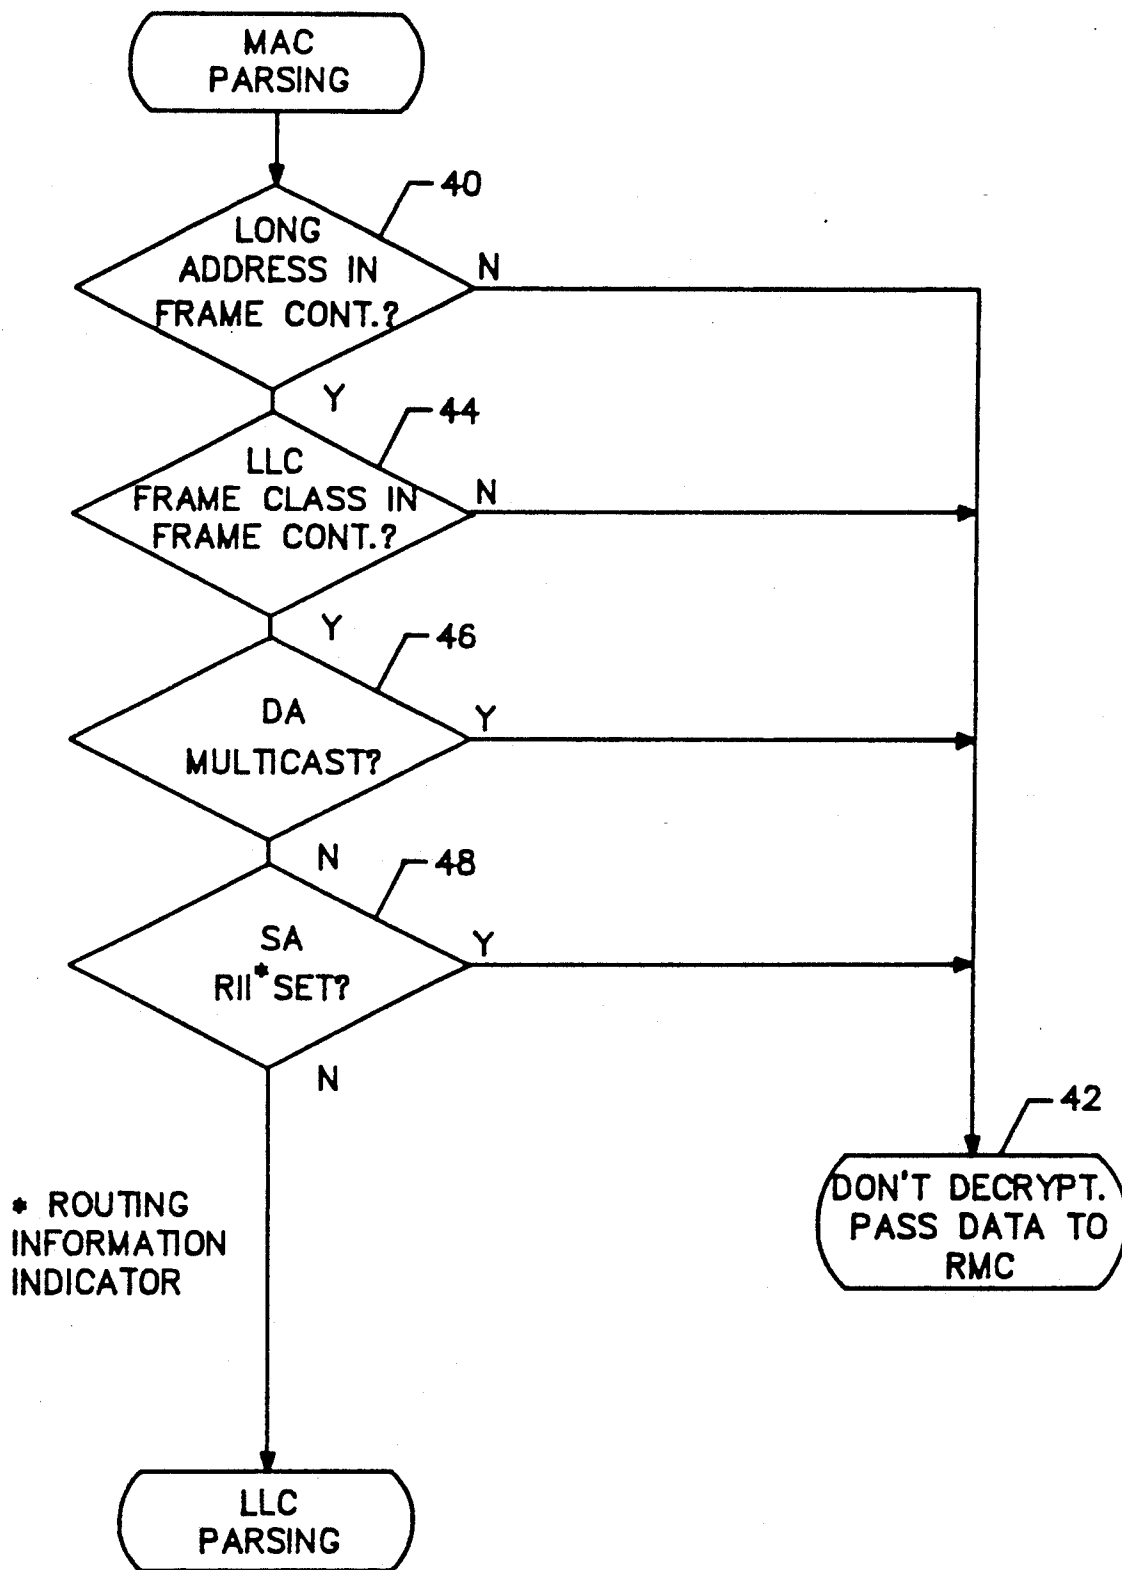 MAC
PARSING
40
LONG
ADDRESS IN
FRAME CONT.?
N
Y
44
LLC
FRAME CLASS IN
FRAME CONT.?
N
Y
46
DA
MULTICAST?
Y
N
48
SA
RII* SET?
Y
N
42
DON'T DECRYPT.
PASS DATA TO
RMC
* ROUTING
INFORMATION
INDICATOR
LLC
PARSING